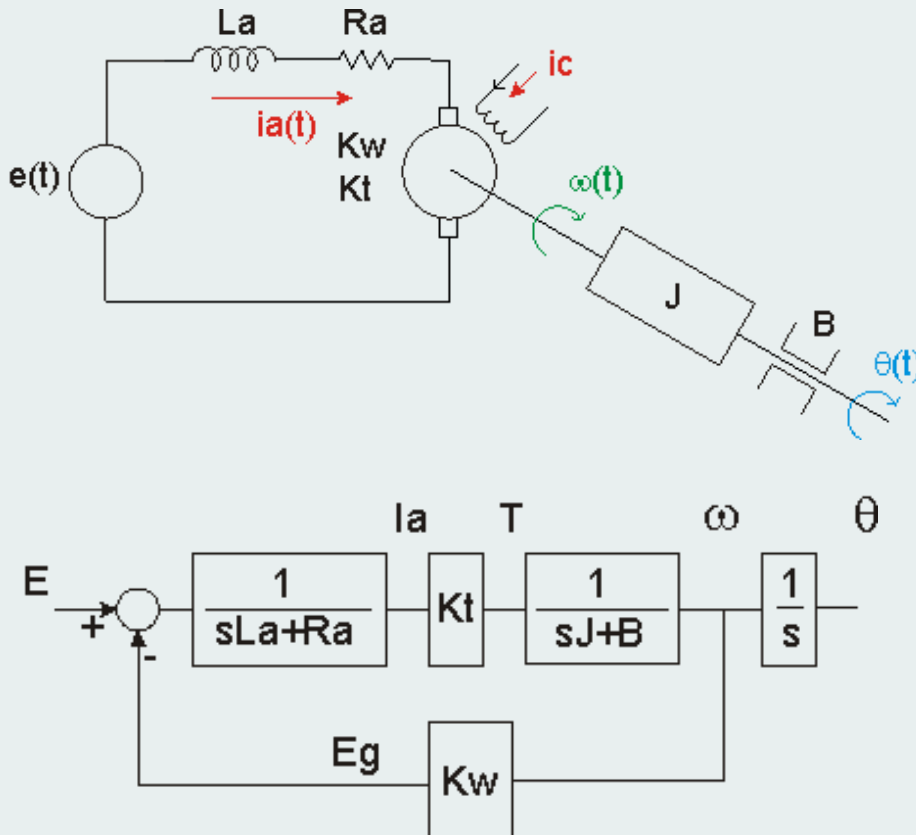 La Ra
ic
ia(t)
Kw
Kt
e(t)
ω(t)
J
B
θ(t)
Ia T ω θ
E
+
-
1
sLa+Ra
Kt
1
sJ+B
1
s
Eg
Kw